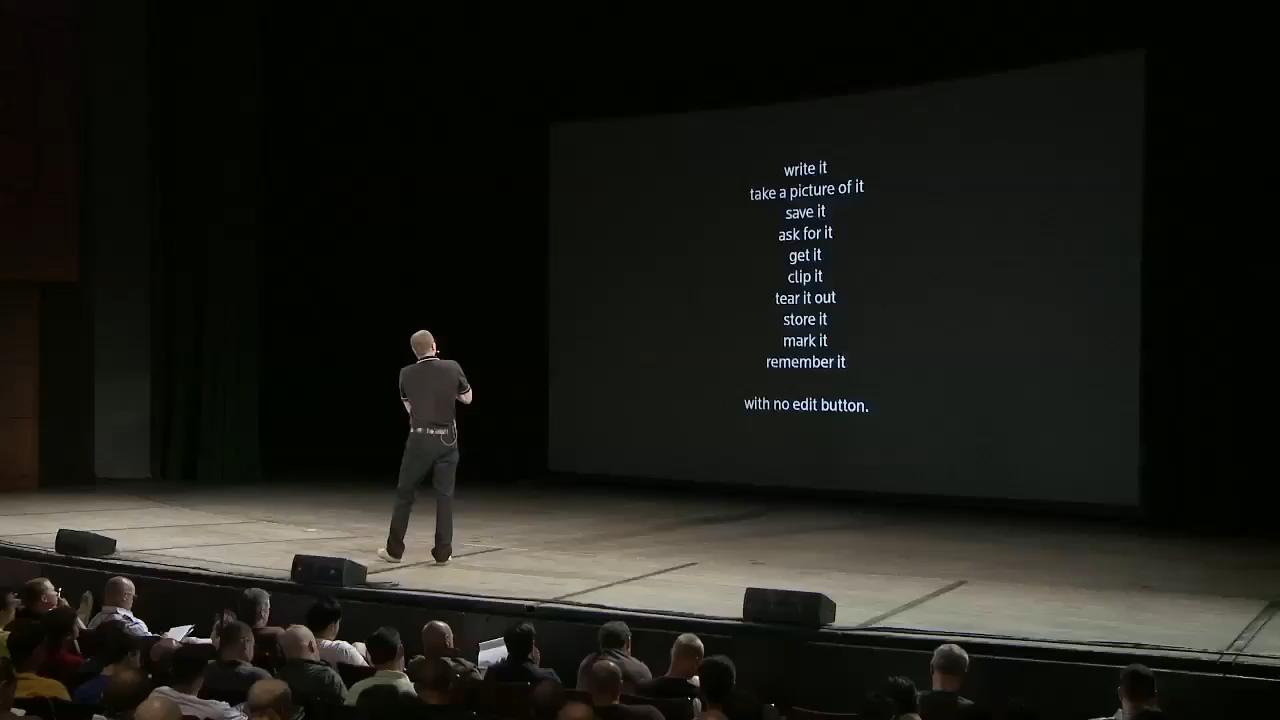 write it
take a picture of it
save it
ask for it
get it
clip it
tear it out
store it
mark it
remember it
with no edit button.